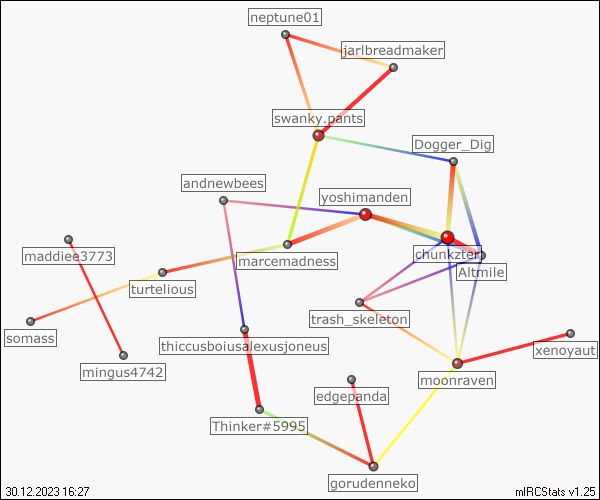 neptune01
jarlbreadmaker
swanky.pants
Dogger_Dig
andnewbees
yoshimanden
maddiee3773
marcemadness
chunkzter
Altmile
turtelious
trash_skeleton
somass
thiccusboiusalexusjoneus
xenoyaut
mingus4742
moonraven
edgepanda
Thinker#5995
gorudenneko
30.12.2023 16:27
mIRCStats v1.25